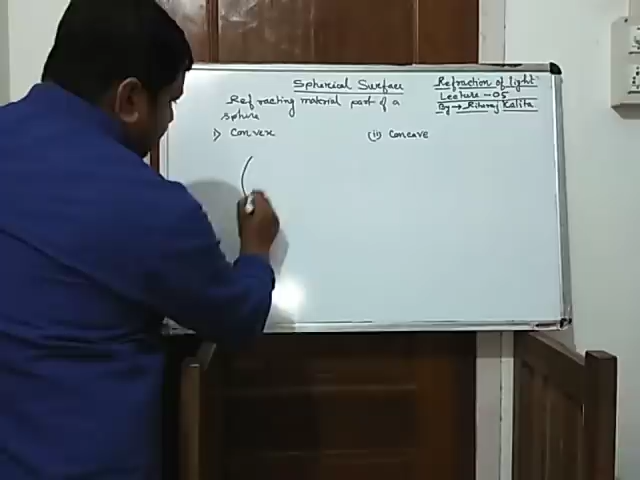 Spherical Surface
Refraction of light
Lecture - 05
By → Rituraj Kalita
Refracting material part of a
sphere
i) Convex
(ii) Concave